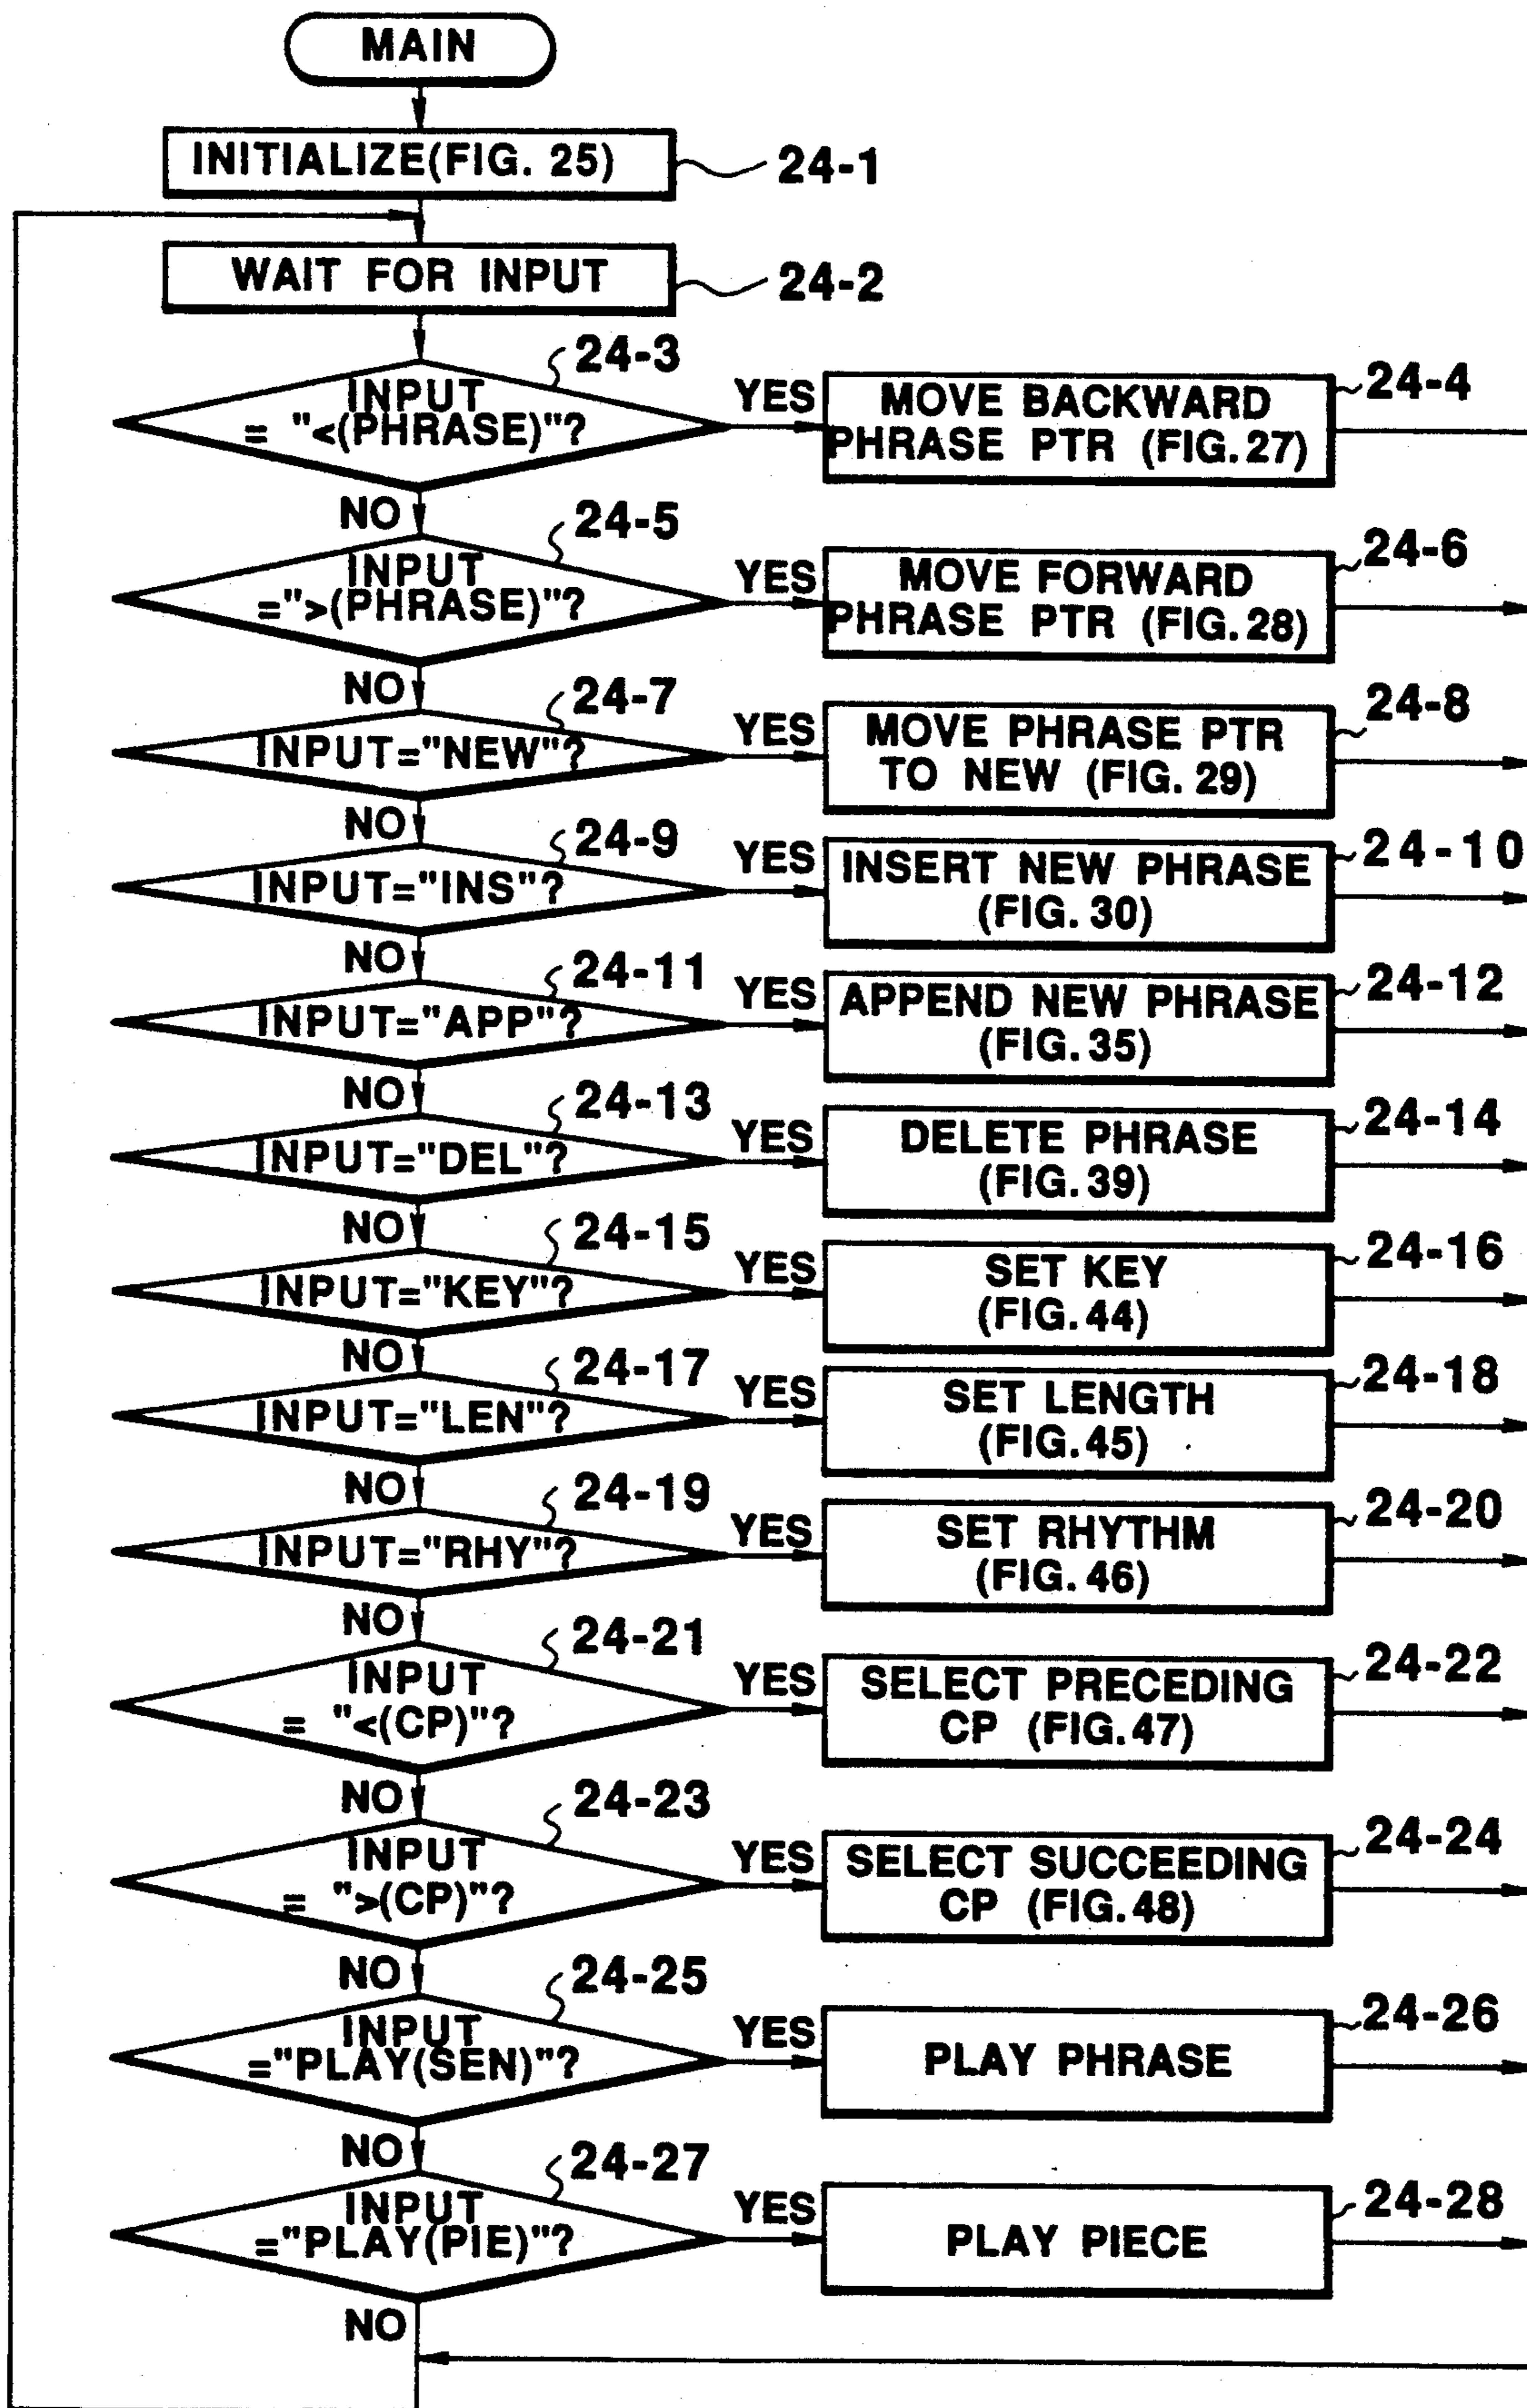 MAIN
INITIALIZE(FIG. 25)
24-1
WAIT FOR INPUT
24-2
24-3
INPUT
= "<(PHRASE)"?
YES
MOVE BACKWARD
PHRASE PTR (FIG.27)
24-4
NO
24-5
INPUT
=">(PHRASE)"?
YES
MOVE FORWARD
PHRASE PTR (FIG.28)
24-6
NO
24-7
INPUT="NEW"?
YES
MOVE PHRASE PTR
TO NEW (FIG. 29)
24-8
NO
24-9
INPUT="INS"?
YES
INSERT NEW PHRASE
(FIG. 30)
24-10
NO
24-11
INPUT="APP"?
YES
APPEND NEW PHRASE
(FIG. 35)
24-12
NO
24-13
INPUT="DEL"?
YES
DELETE PHRASE
(FIG. 39)
24-14
NO
24-15
INPUT="KEY"?
YES
SET KEY
(FIG. 44)
24-16
NO
24-17
INPUT="LEN"?
YES
SET LENGTH
(FIG. 45)
24-18
NO
24-19
INPUT="RHY"?
YES
SET RHYTHM
(FIG. 46)
24-20
NO
24-21
INPUT
= "<(CP)"?
YES
SELECT PRECEDING
CP (FIG.47)
24-22
NO
24-23
INPUT
= ">(CP)"?
YES
SELECT SUCCEEDING
CP (FIG.48)
24-24
NO
24-25
INPUT
="PLAY(SEN)"?
YES
PLAY PHRASE
24-26
NO
24-27
INPUT
="PLAY(PIE)"?
YES
PLAY PIECE
24-28
NO